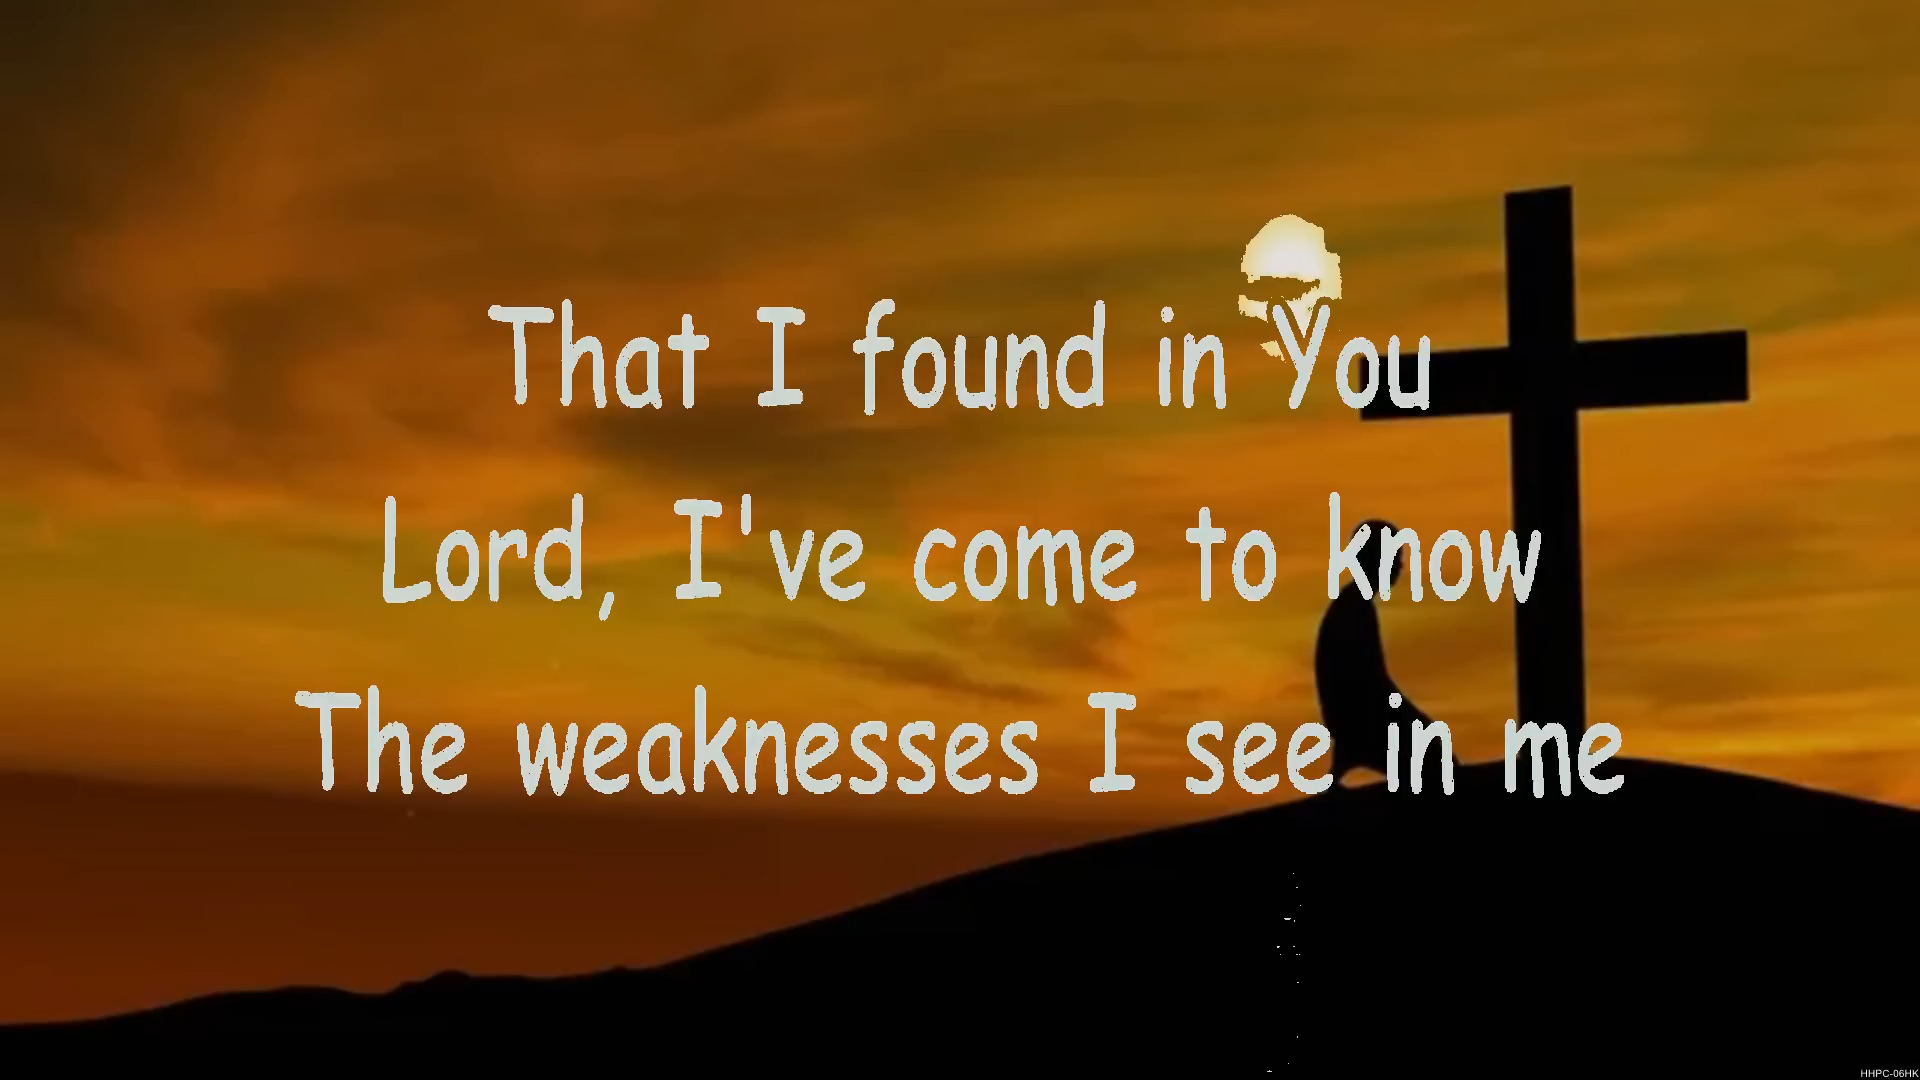 That I found in You
Lord, I've come to know
The weaknesses I see in me
HHPC-06HK